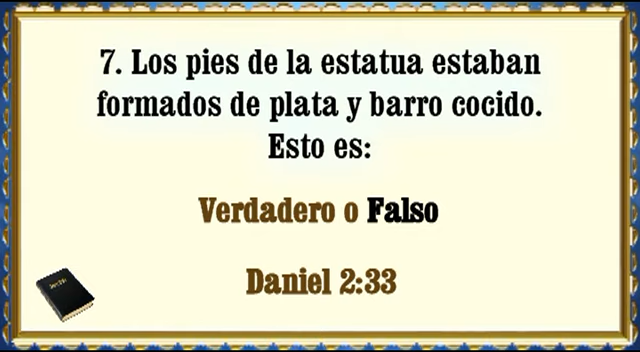 7. Los pies de la estatua estaban
formados de plata y barro cocido.
Esto es:
Verdadero o Falso
Daniel 2:33